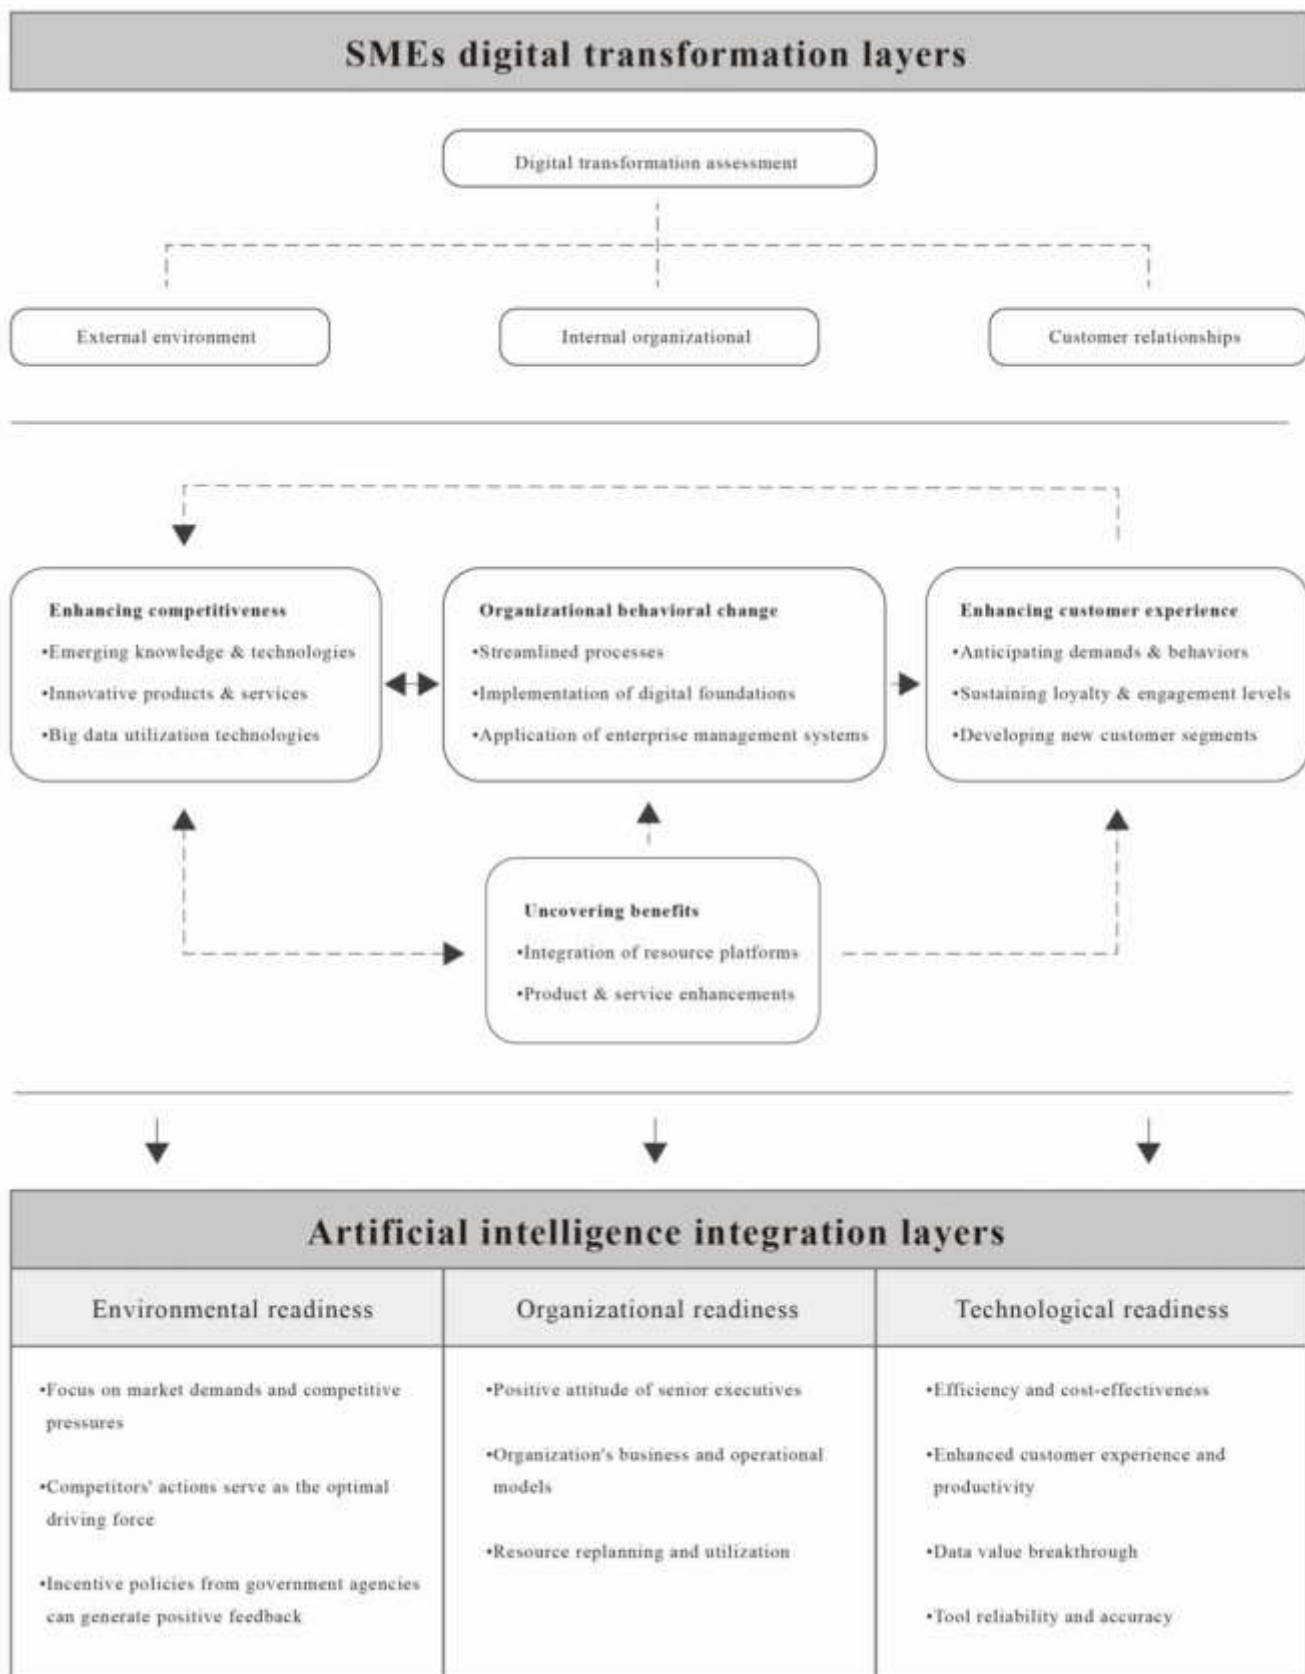 SMEs digital transformation layers
Digital transformation assessment
External environment
Internal organizational
Customer relationships
Enhancing competitiveness
•Emerging knowledge & technologies
•Innovative products & services
•Big data utilization technologies
Organizational behavioral change
•Streamlined processes
•Implementation of digital foundations
•Application of enterprise management systems
Enhancing customer experience
•Anticipating demands & behaviors
•Sustaining loyalty & engagement levels
•Developing new customer segments
Uncovering benefits
•Integration of resource platforms
•Product & service enhancements
Artificial intelligence integration layers
Environmental readiness
•Focus on market demands and competitive
pressures
•Competitors' actions serve as the optimal
driving force
•Incentive policies from government agencies
can generate positive feedback
Organizational readiness
•Positive attitude of senior executives
•Organization's business and operational
models
•Resource replanning and utilization
Technological readiness
•Efficiency and cost-effectiveness
•Enhanced customer experience and
productivity
•Data value breakthrough
•Tool reliability and accuracy